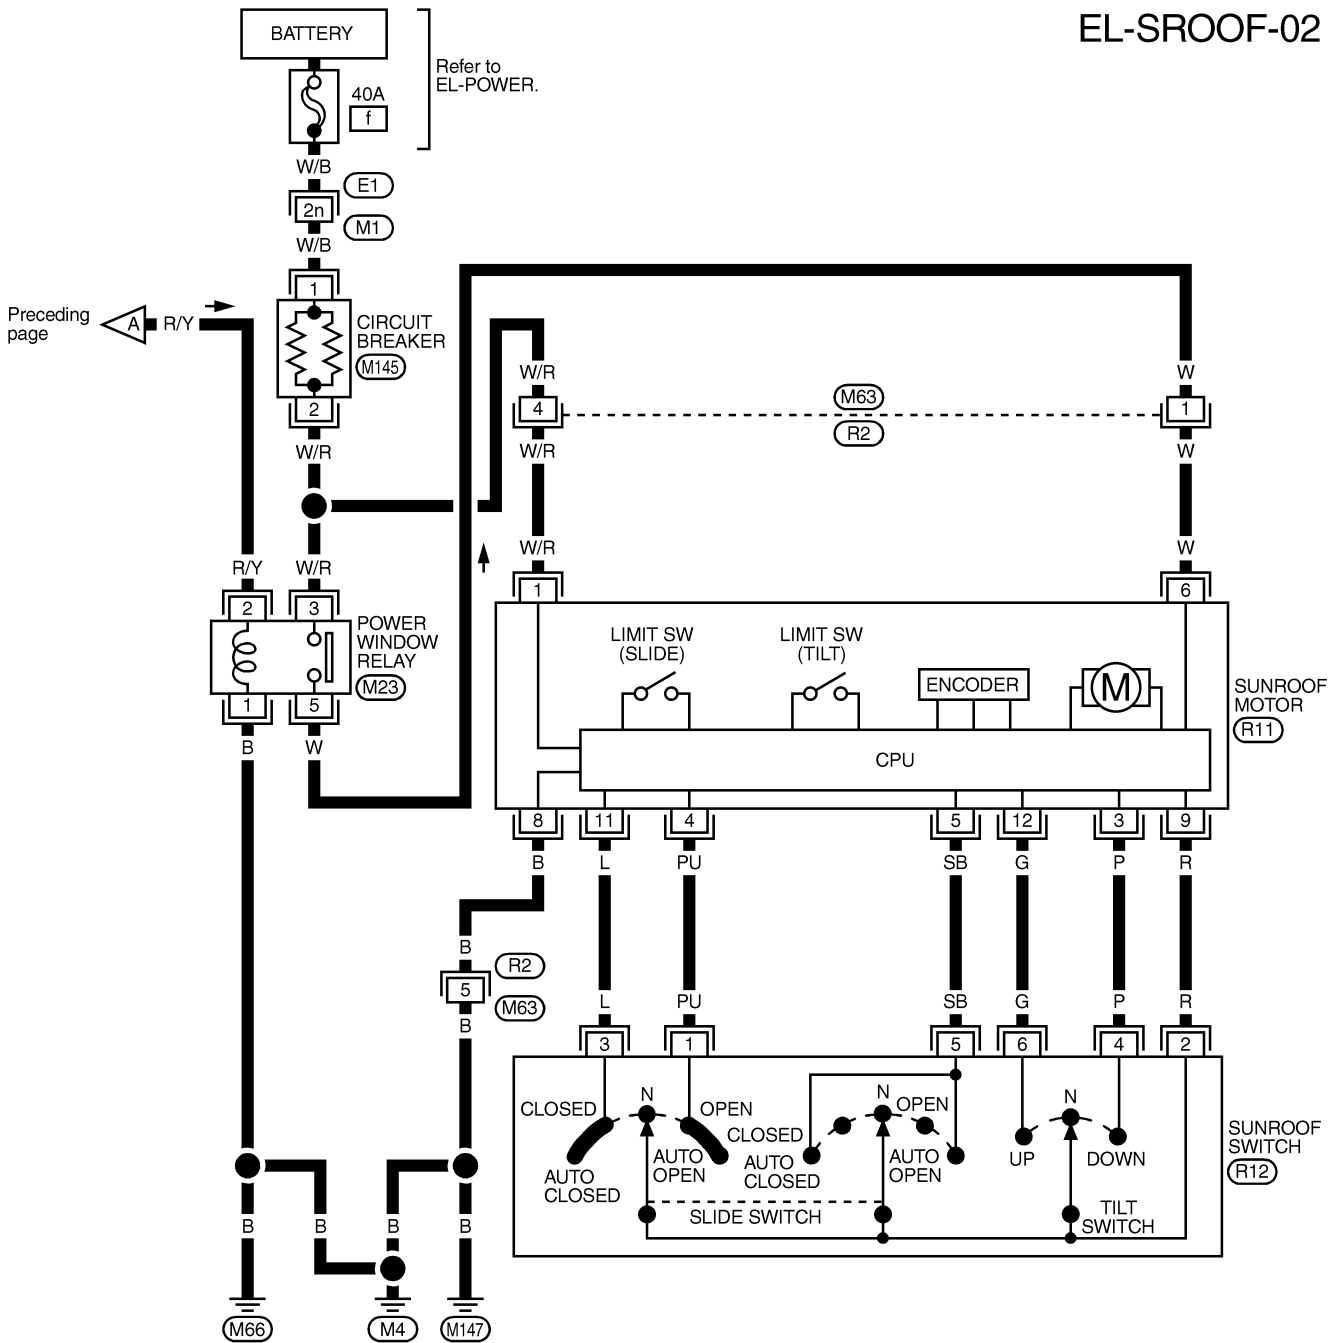 EL-SROOF-02
BATTERY
Refer to
EL-POWER.
40A
f
W/B
E1
2n
M1
W/B
1
Preceding
page
A
R/Y
CIRCUIT
BREAKER
M145
2
W/R
W/R
4
W/R
M63
R2
W
1
W
R/Y
W/R
W/R
W
2
3
1
6
POWER
WINDOW
RELAY
M23
1
5
B
W
LIMIT SW
(SLIDE)
LIMIT SW
(TILT)
ENCODER
M
CPU
SUNROOF
MOTOR
R11
8
11
4
5
12
3
9
B
L
PU
SB
G
P
R
B
R2
5
M63
B
L
PU
SB
G
P
R
3
1
5
6
4
2
CLOSED
N
OPEN
AUTO
CLOSED
AUTO
OPEN
CLOSED
N
OPEN
AUTO
CLOSED
AUTO
OPEN
N
UP
DOWN
SLIDE SWITCH
TILT
SWITCH
SUNROOF
SWITCH
R12
B
B
B
B
M66
M4
M147